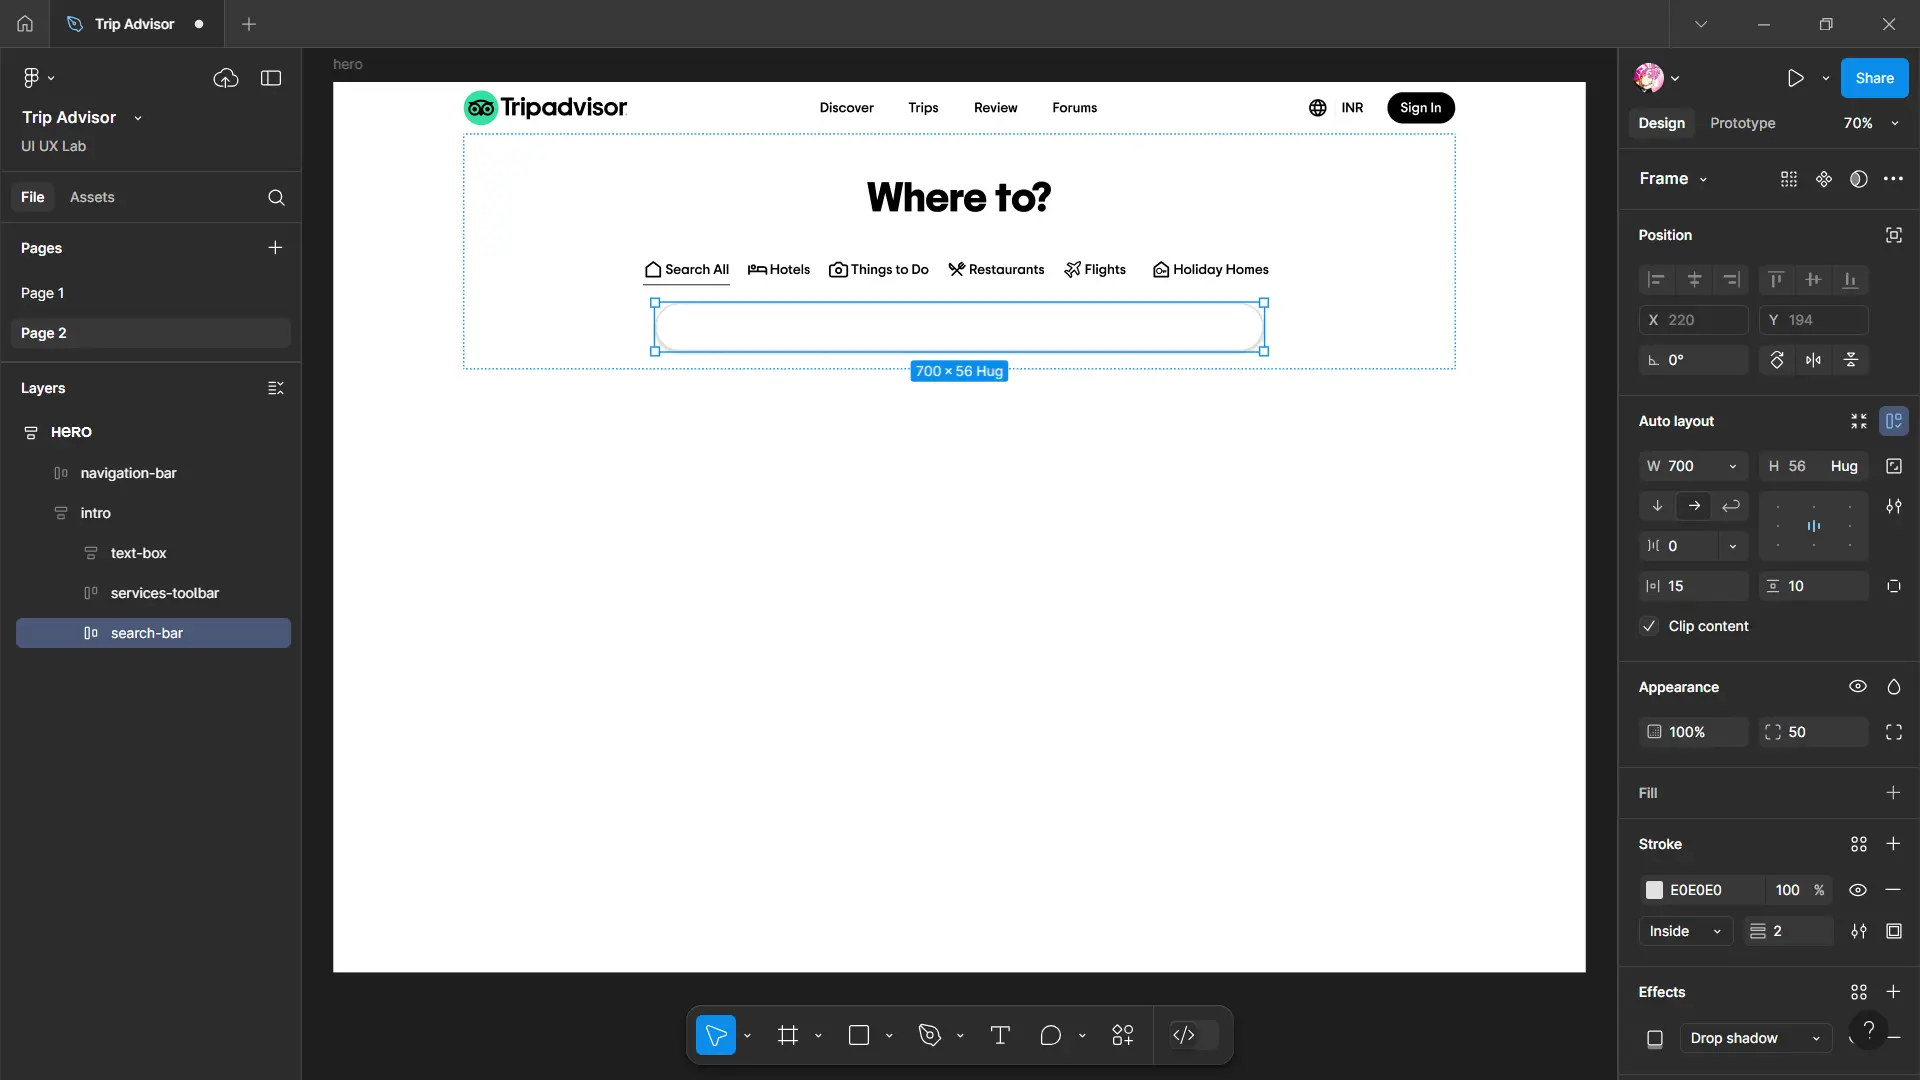 Trip Advisor
Trip Advisor
UI UX Lab
File
Assets
Pages
Page 1
Page 2
Layers
HERO
navigation-bar
intro
text-box
services-toolbar
search-bar
hero
Tripadvisor
Discover
Trips
Review
Forums
INR
Sign In
Where to?
Search All
Hotels
Things to Do
Restaurants
Flights
Holiday Homes
700 × 56 Hug
Share
Design
Prototype
70%
Frame
Position
X 220
Y 194
0°
Auto layout
W 700
H 56 Hug
0
15
10
Clip content
Appearance
100%
50
Fill
Stroke
E0E0E0
100 %
Inside
2
Effects
Drop shadow
?